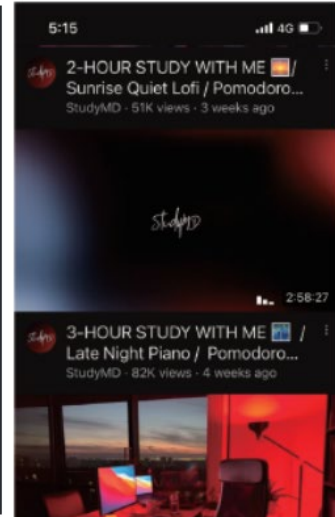 5:15 4G
2-HOUR STUDY WITH ME 🌅 /
Sunrise Quiet Lofi / Pomodoro...
StudyMD · 51K views · 3 weeks ago
StudyMD
2:58:27
3-HOUR STUDY WITH ME 🌃 /
Late Night Piano / Pomodoro...
StudyMD · 82K views · 4 weeks ago